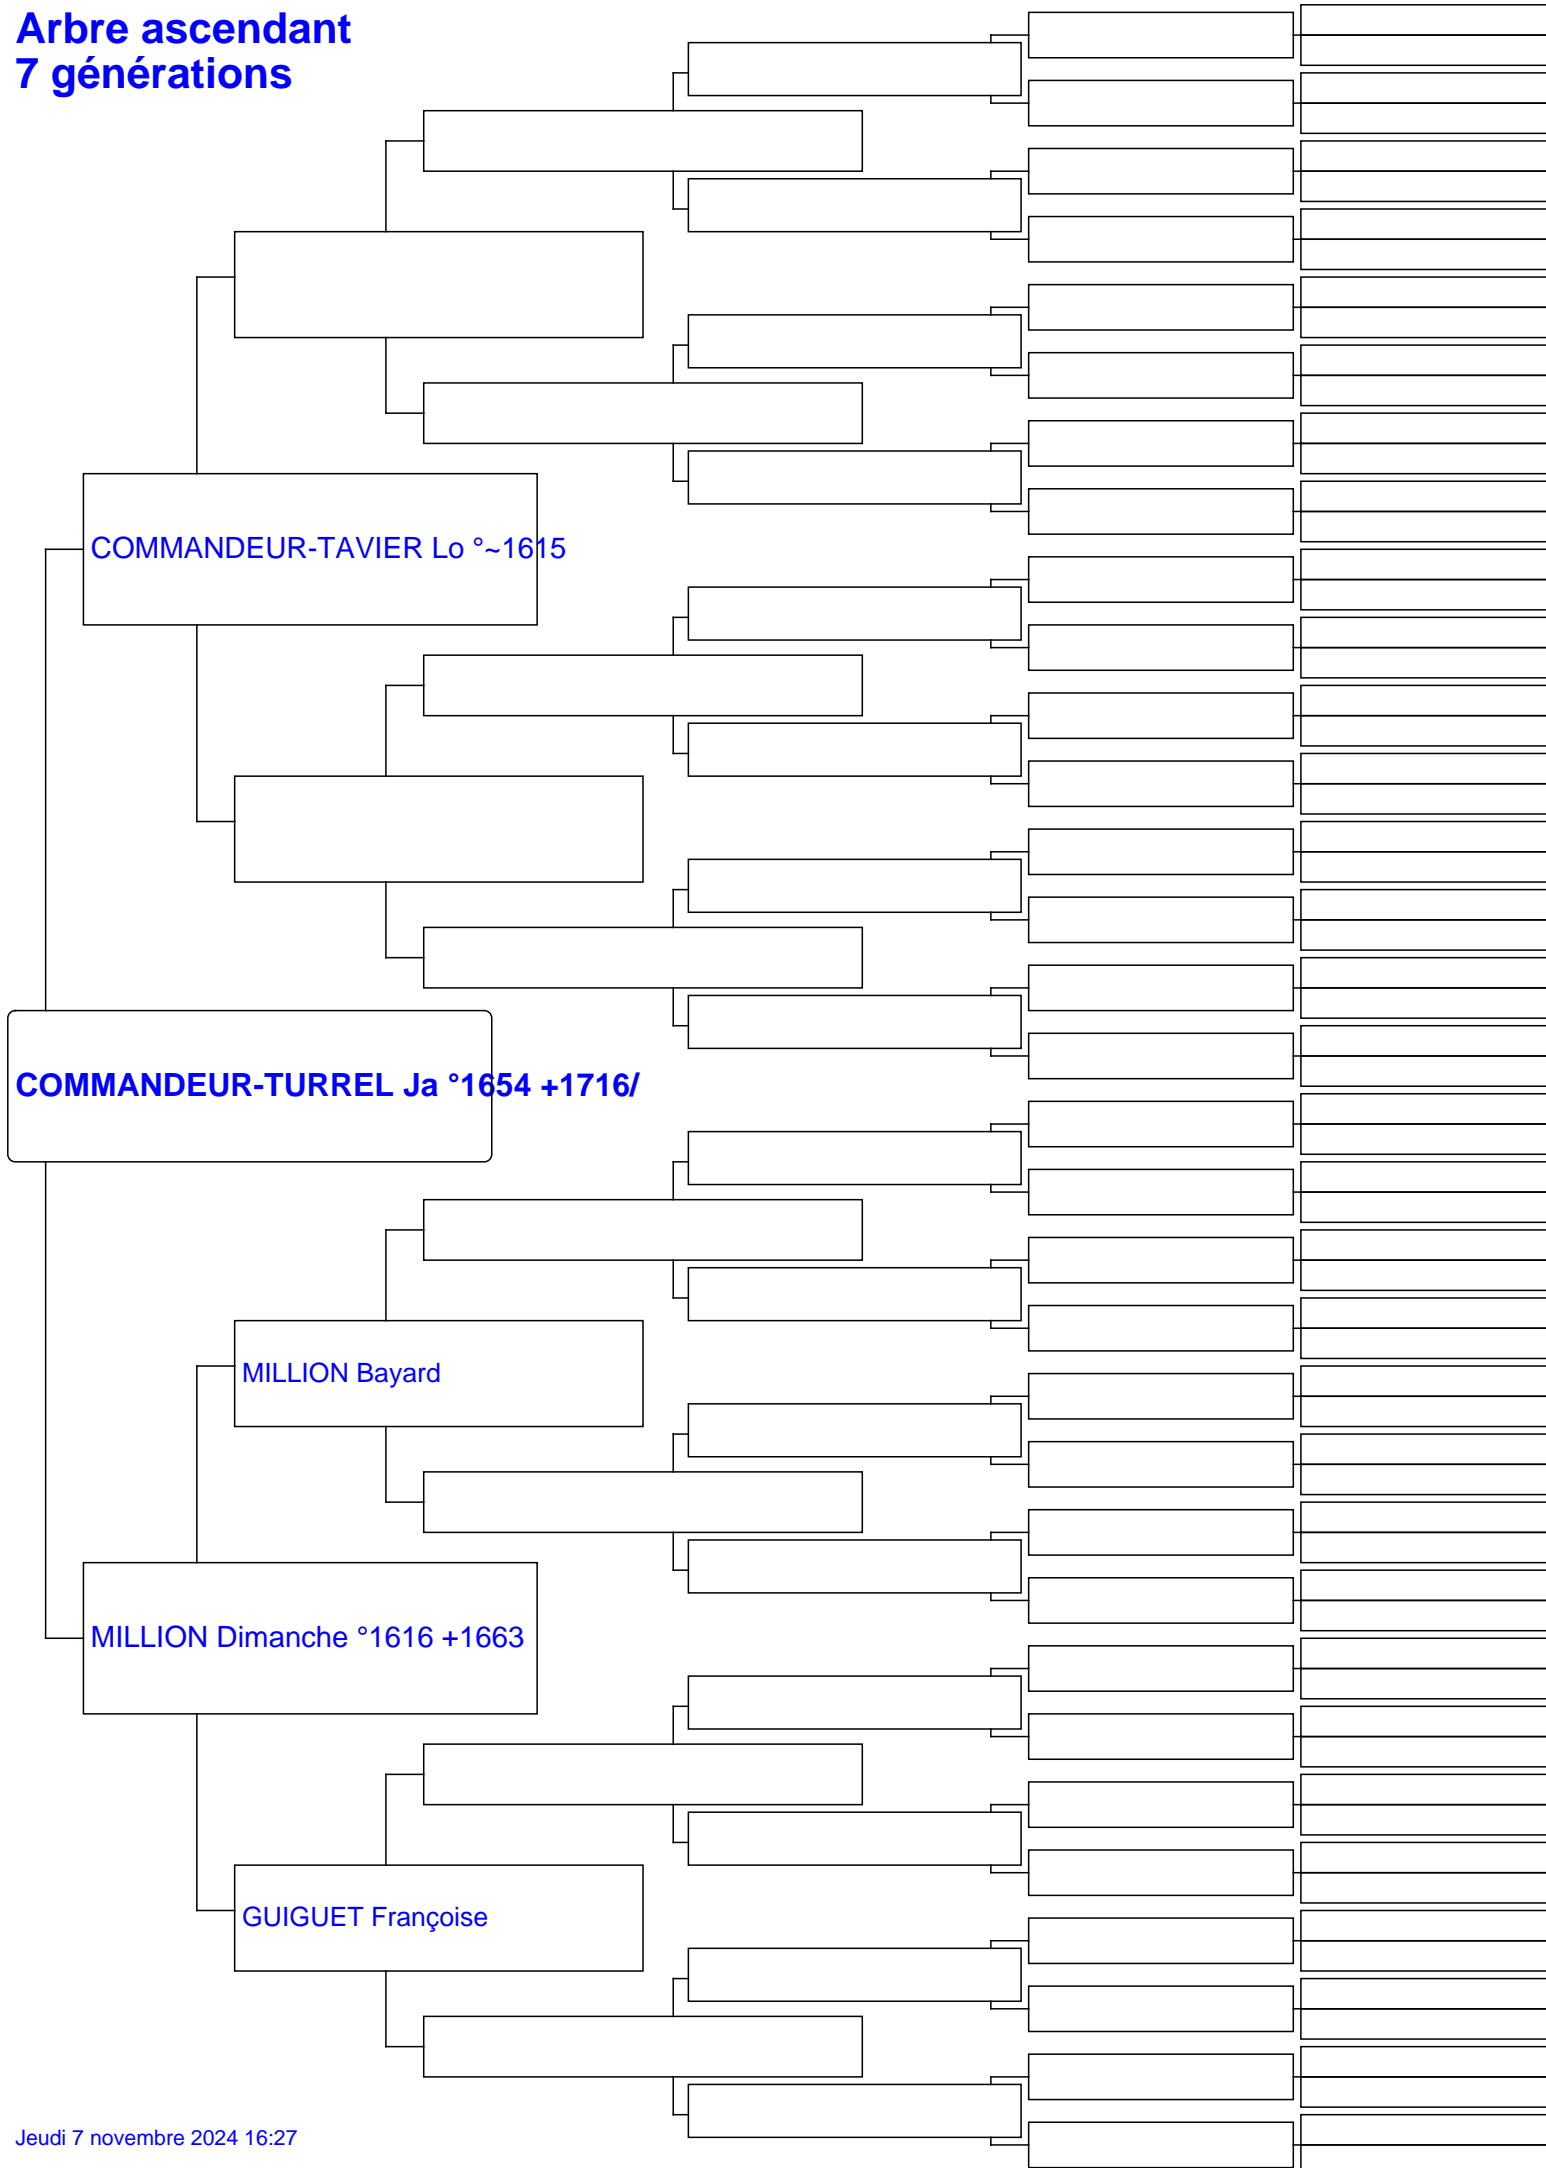 Arbre ascendant
7 générations
COMMANDEUR-TAVIER Lo °~1615
COMMANDEUR-TURREL Ja °1654 +1716/
MILLION Bayard
MILLION Dimanche °1616 +1663
GUIGUET Françoise
Jeudi 7 novembre 2024 16:27